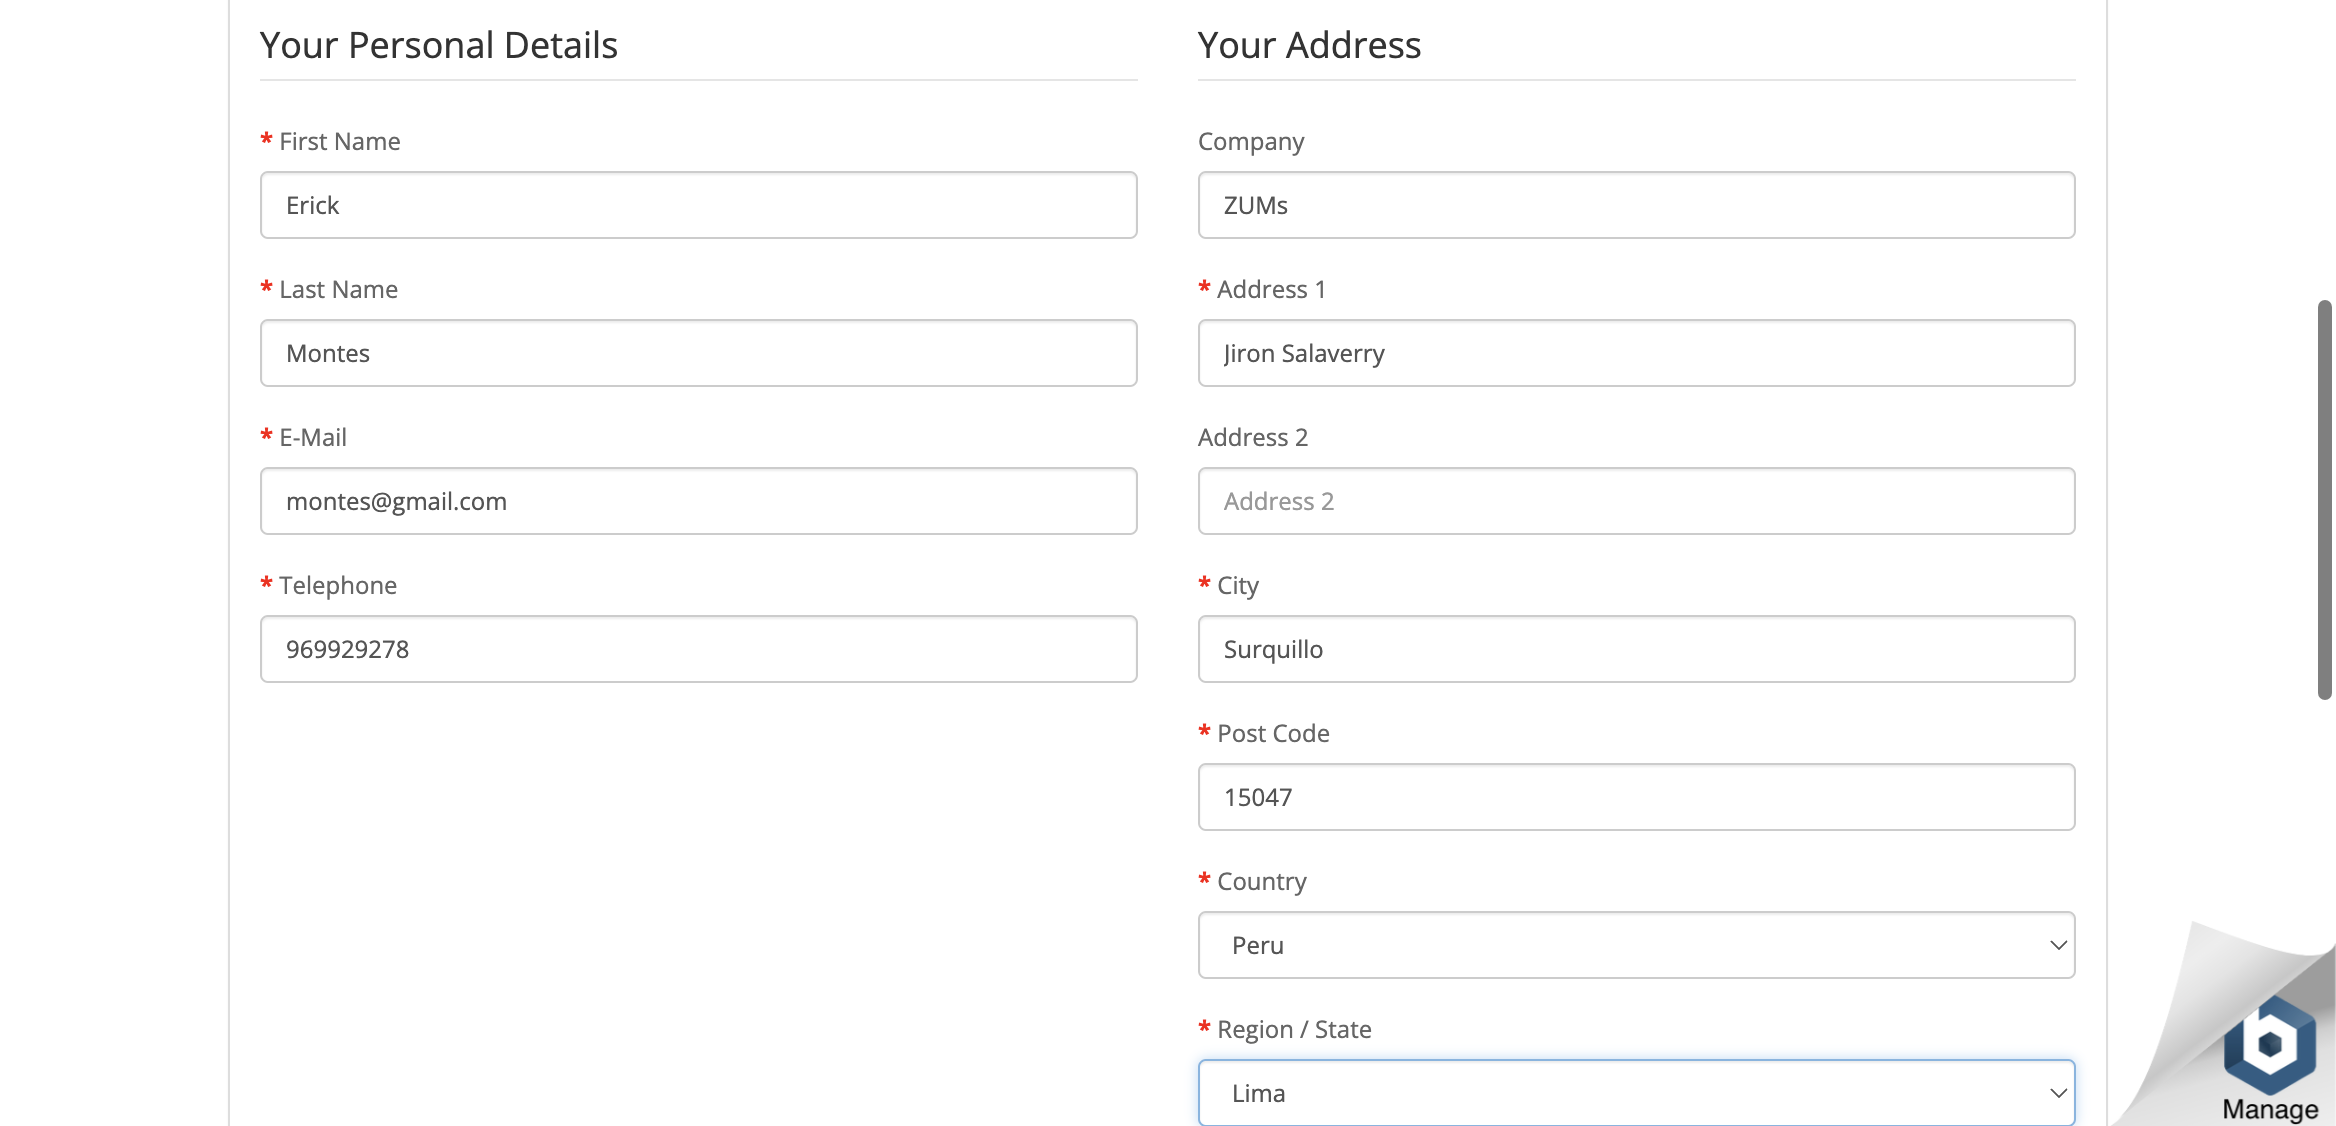 Your Personal Details
* First Name
Erick
* Last Name
Montes
* E-Mail
montes@gmail.com
* Telephone
969929278
Your Address
Company
ZUMs
* Address 1
Jiron Salaverry
Address 2
Address 2
* City
Surquillo
* Post Code
15047
* Country
Peru
* Region / State
Lima
Manage